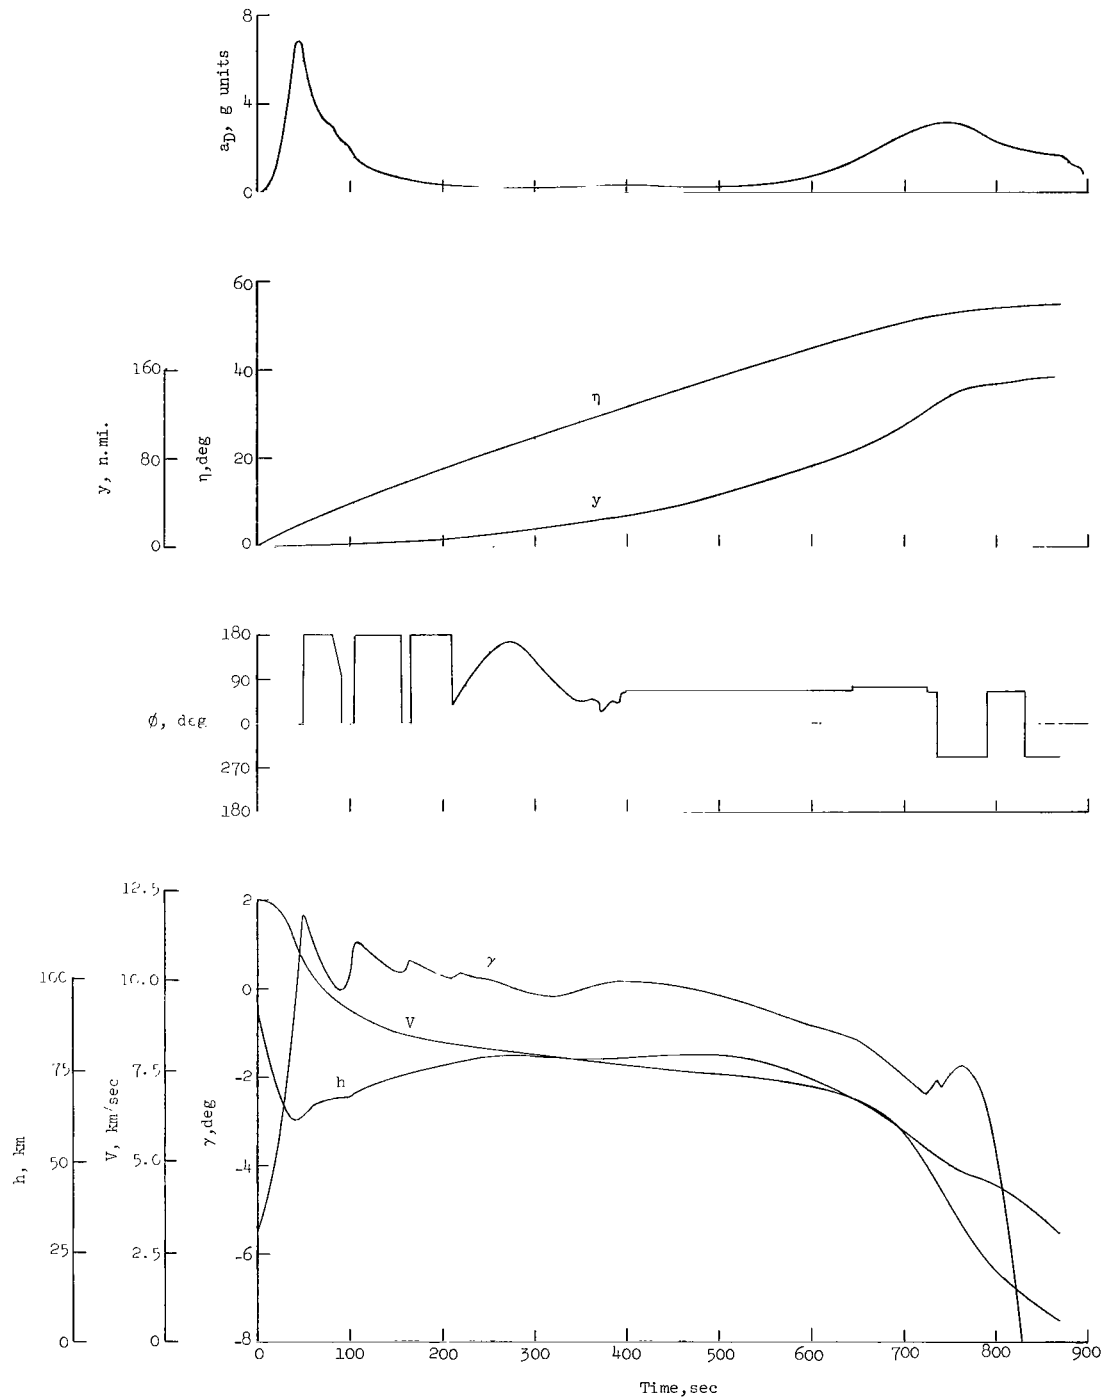 8
4
0
a_D, g units
60
40
20
0
160
80
0
y, n.mi.
η,deg
η
y
180
90
0
270
180
ϕ, deg
12.5
10.0
7.5
5.0
2.5
0
100
75
50
25
0
2
0
-2
-4
-6
-8
h, km
V, km/sec
γ,deg
γ
V
h
0 100 200 300 400 500 600 700 800 900
Time,sec